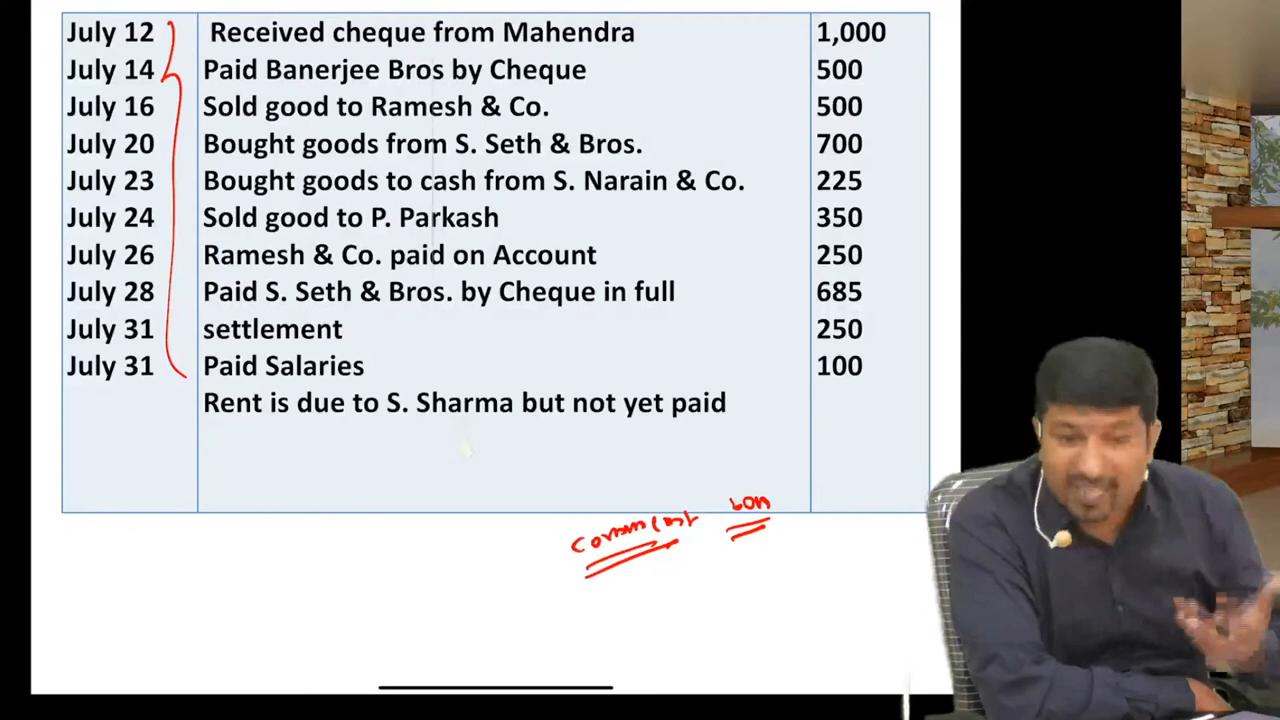 July 12 Received cheque from Mahendra 1,000
July 14 Paid Banerjee Bros by Cheque 500
July 16 Sold good to Ramesh & Co. 500
July 20 Bought goods from S. Seth & Bros. 700
July 23 Bought goods to cash from S. Narain & Co. 225
July 24 Sold good to P. Parkash 350
July 26 Ramesh & Co. paid on Account 250
July 28 Paid S. Seth & Bros. by Cheque in full 685
July 31 settlement 250
July 31 Paid Salaries 100
Rent is due to S. Sharma but not yet paid